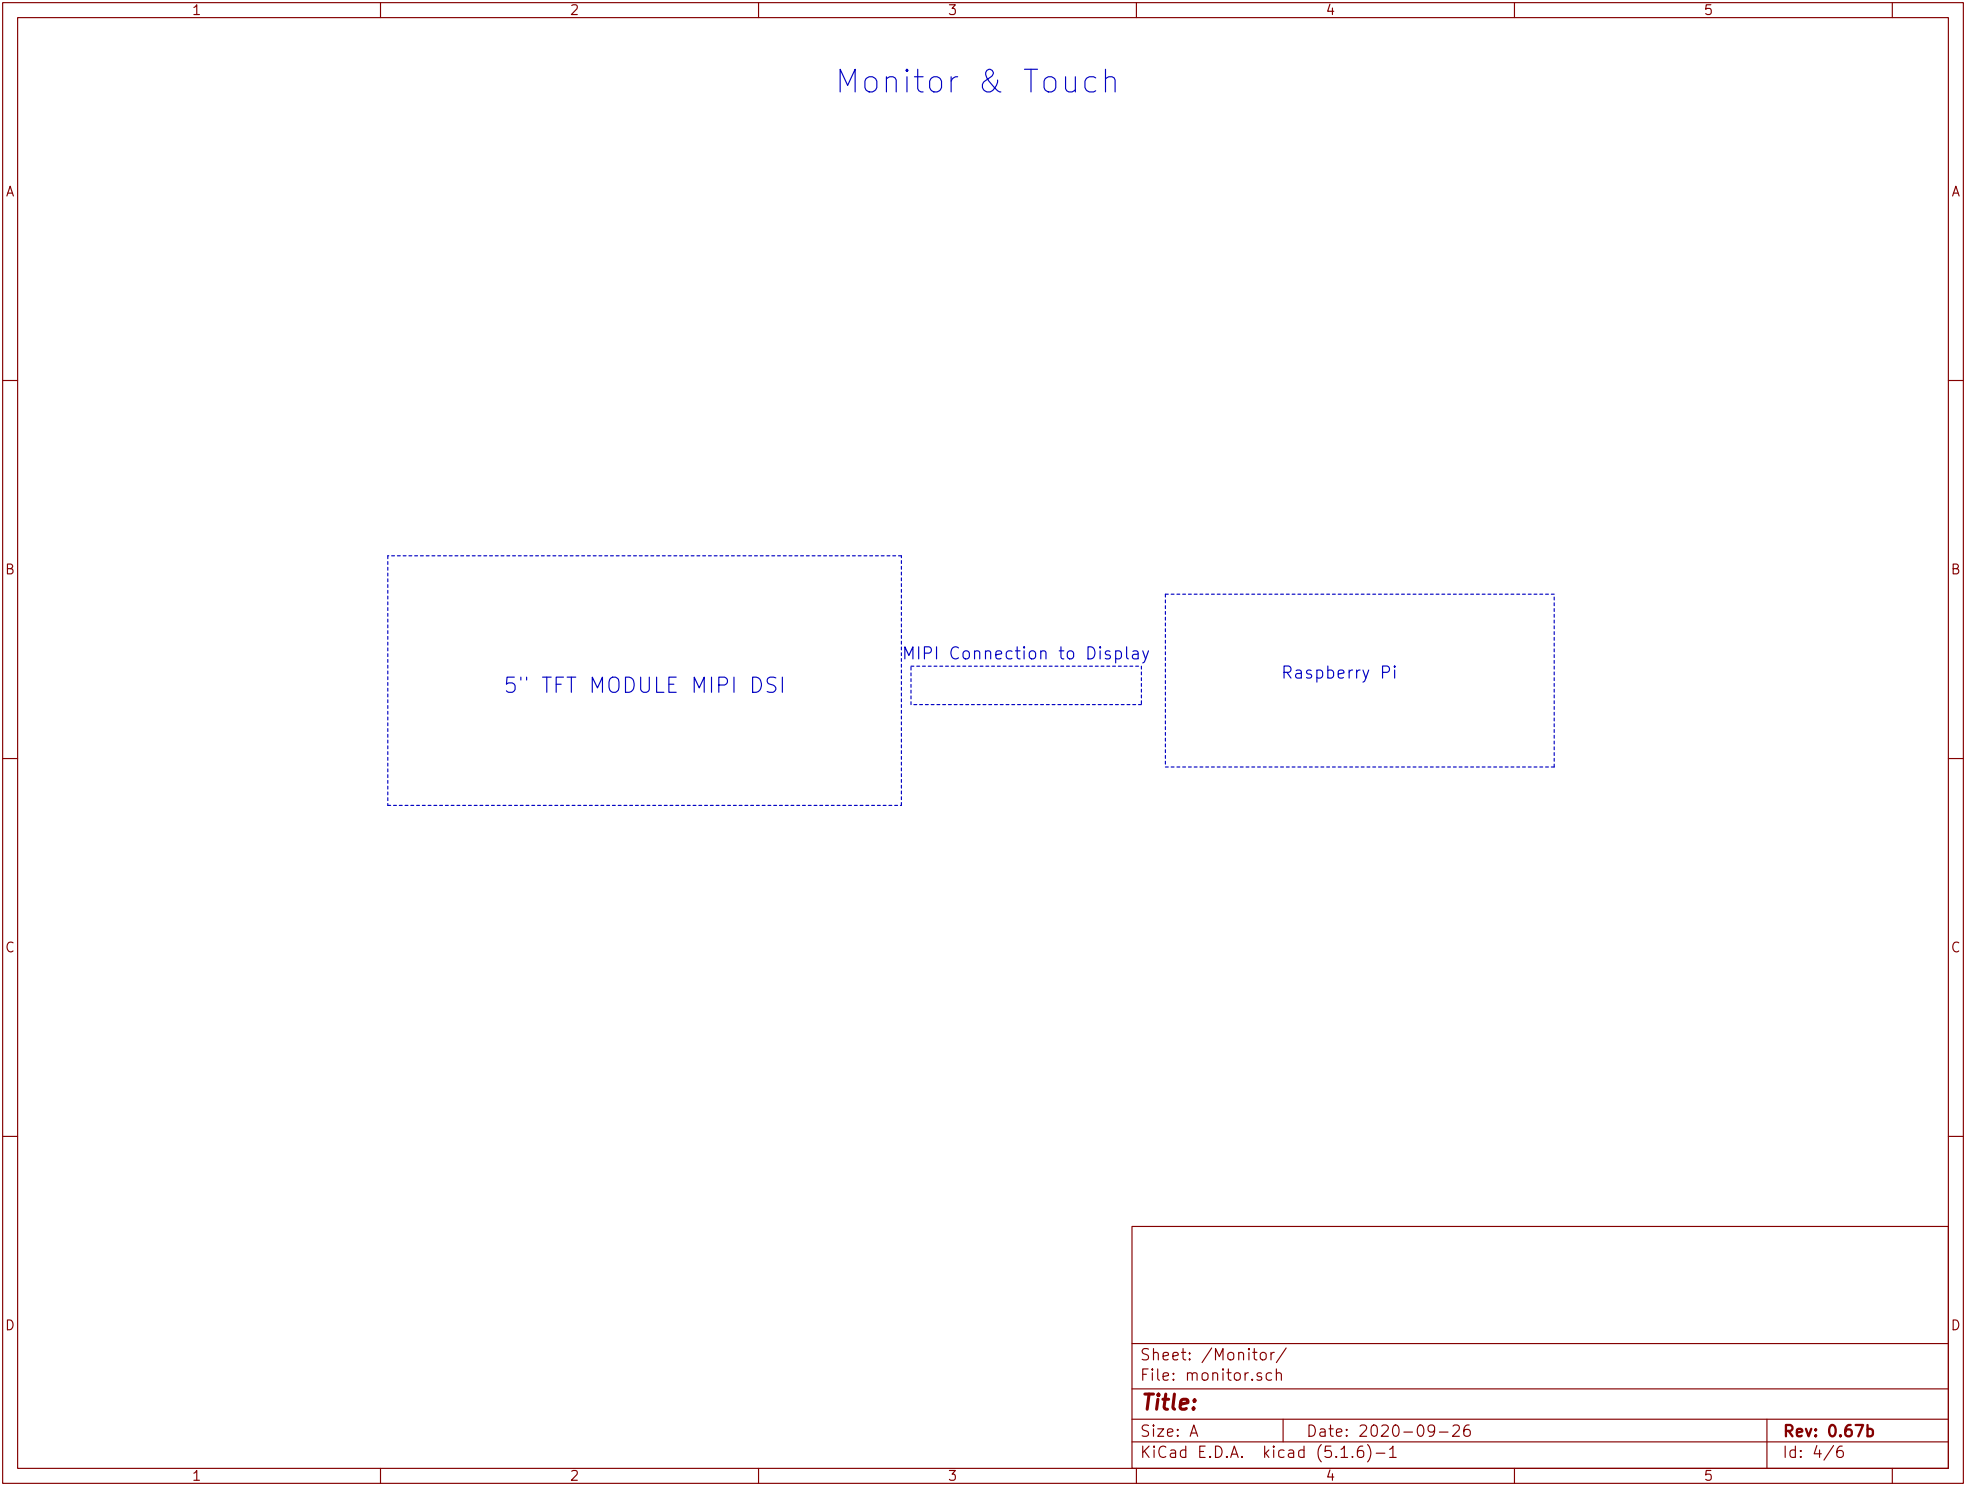 1 2 3 4 5
Monitor & Touch
A A
B B
MIPI Connection to Display
Raspberry Pi
5'' TFT MODULE MIPI DSI
C C
D D
Sheet: /Monitor/
File: monitor.sch
Title:
Size: A Date: 2020-09-26 Rev: 0.67b
KiCad E.D.A. kicad (5.1.6)-1 Id: 4/6
1 2 3 4 5